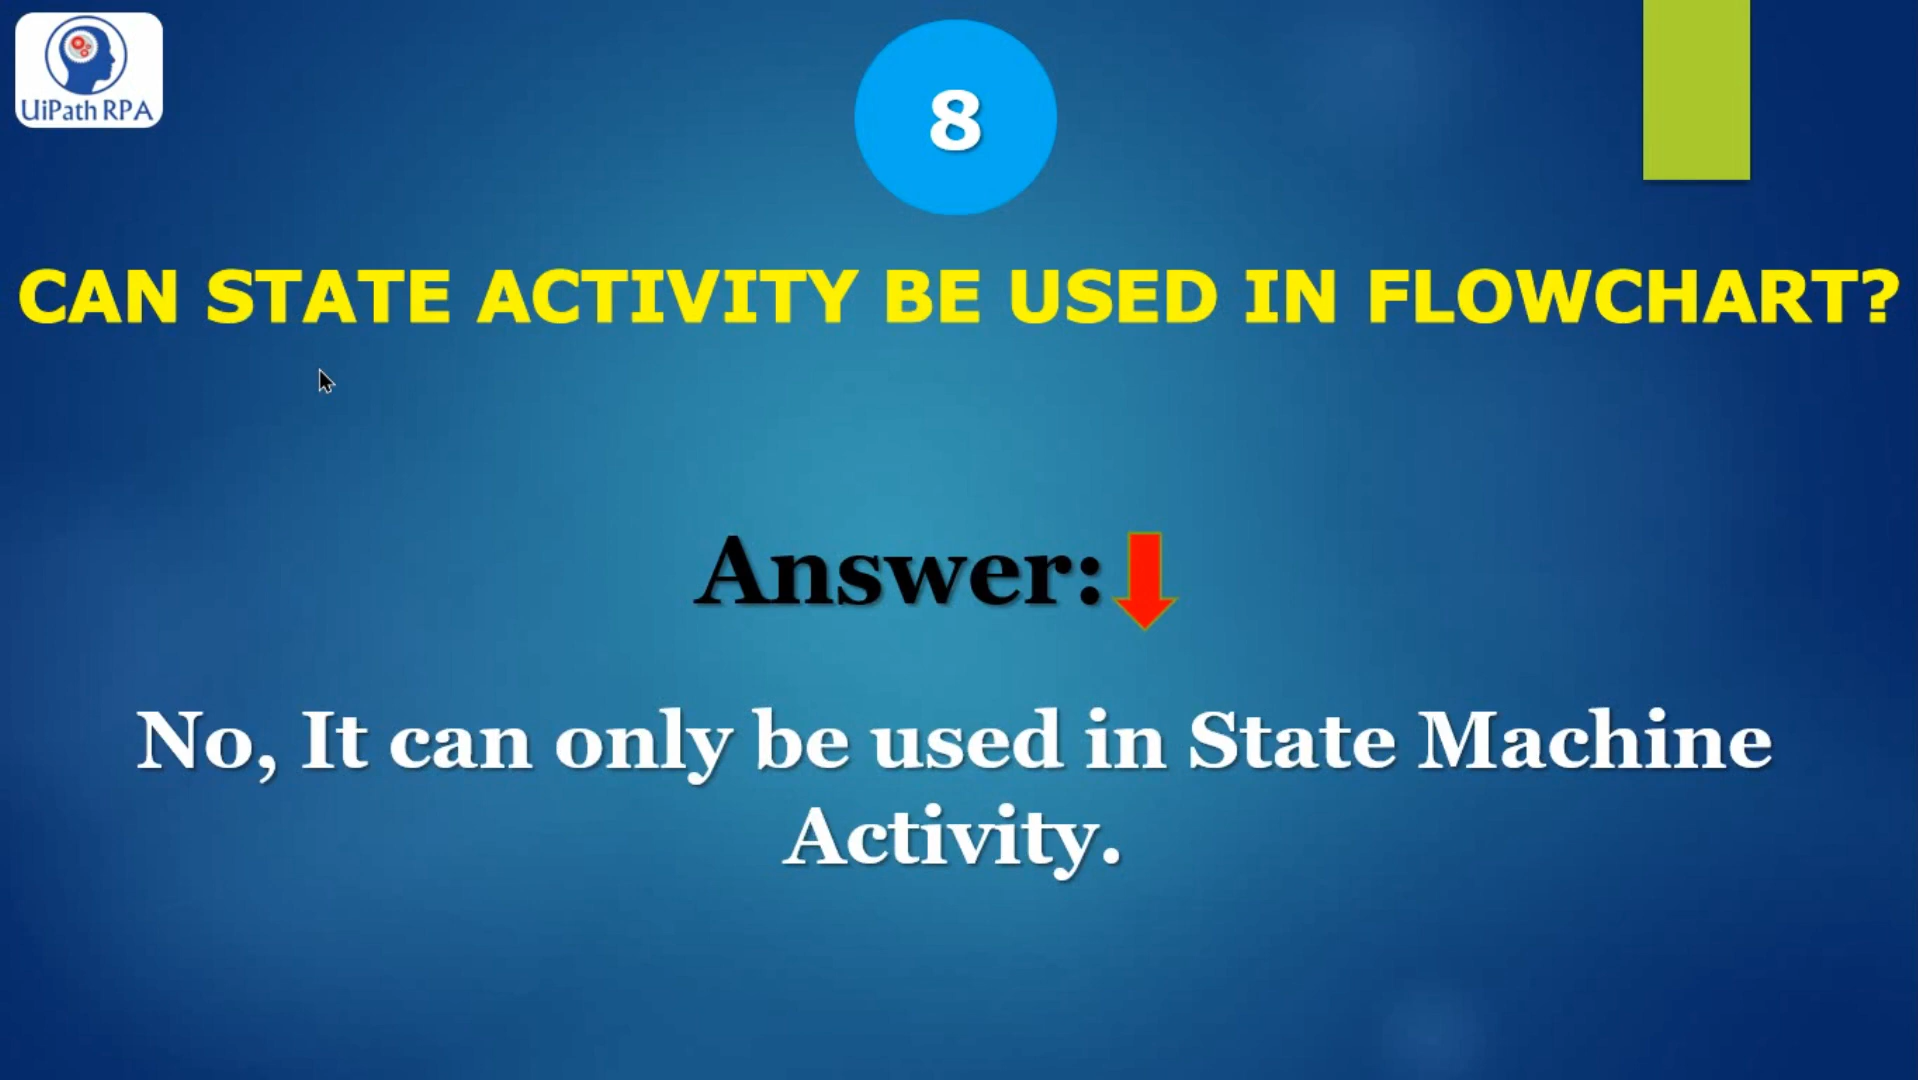 UiPath RPA
8
CAN STATE ACTIVITY BE USED IN FLOWCHART?
Answer:
No, It can only be used in State Machine
Activity.